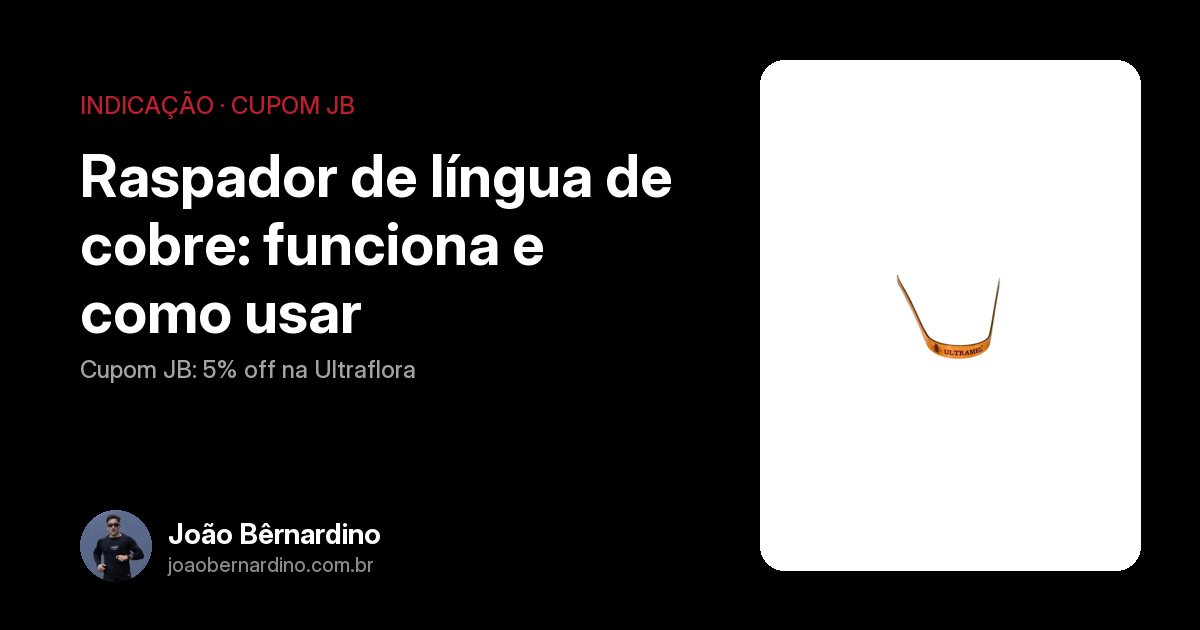 INDICAÇÃO · CUPOM JB
Raspador de língua de
cobre: funciona e
como usar
Cupom JB: 5% off na Ultraflora
João Bêrnardino
joaobernardino.com.br
ULTRAMEC